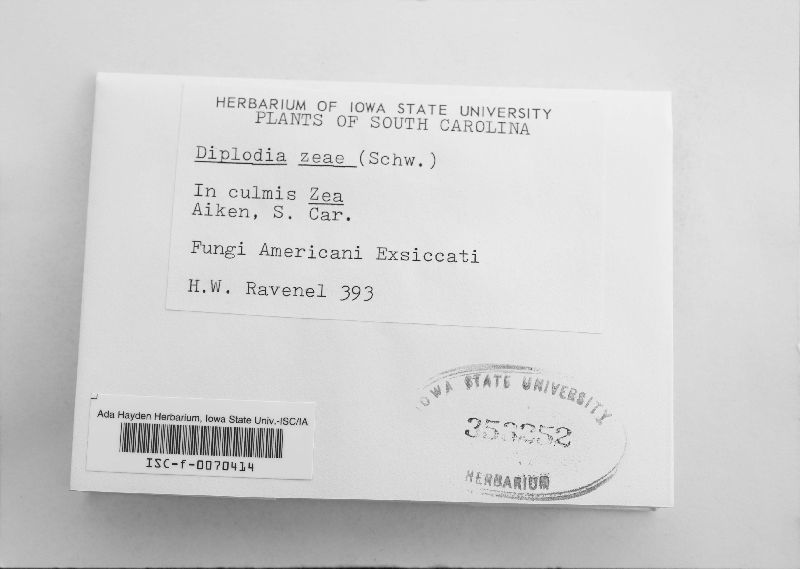 HERBARIUM OF IOWA STATE UNIVERSITY
PLANTS OF SOUTH CAROLINA
Diplodia zeae (Schw.)
In culmis Zea
Aiken, S. Car.
Fungi Americani Exsiccati
H.W. Ravenel 393
Ada Hayden Herbarium, Iowa State Univ.-ISC/IA
ISC-f-0070414
IOWA STATE UNIVERSITY
HERBARIUM